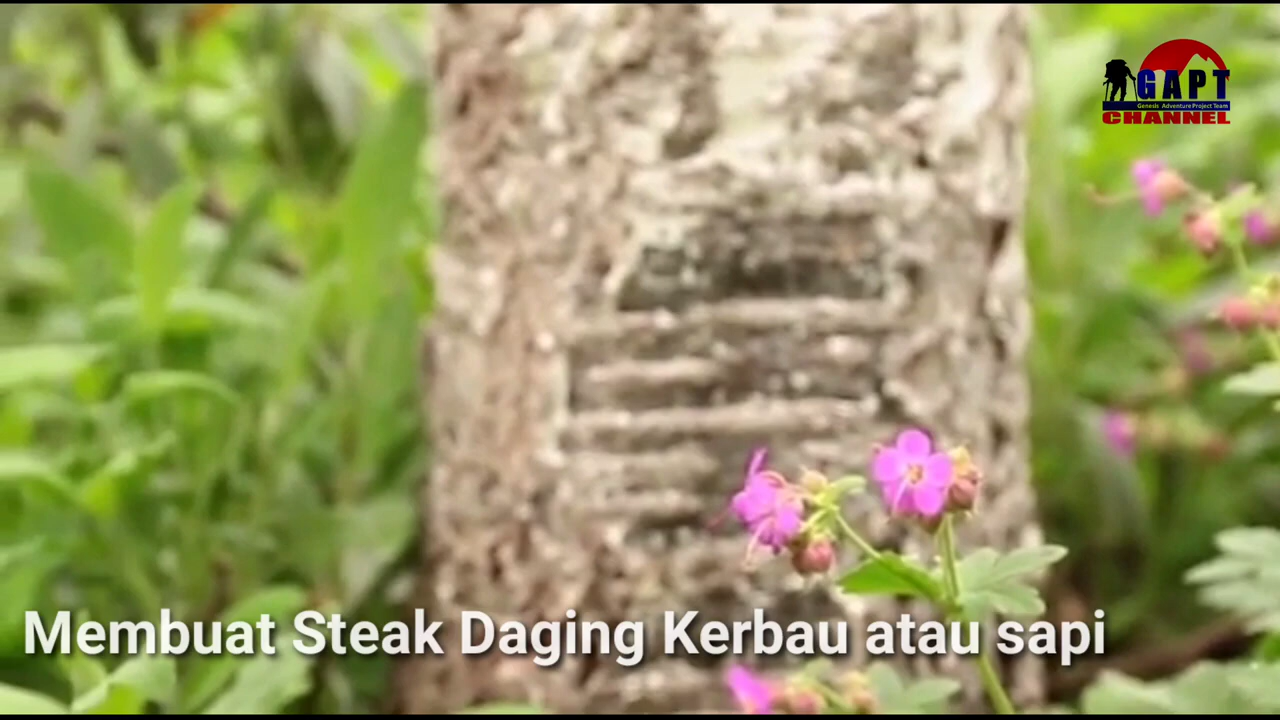 GAPT
Genesis Adventure Project Team
CHANNEL
Membuat Steak Daging Kerbau atau sapi